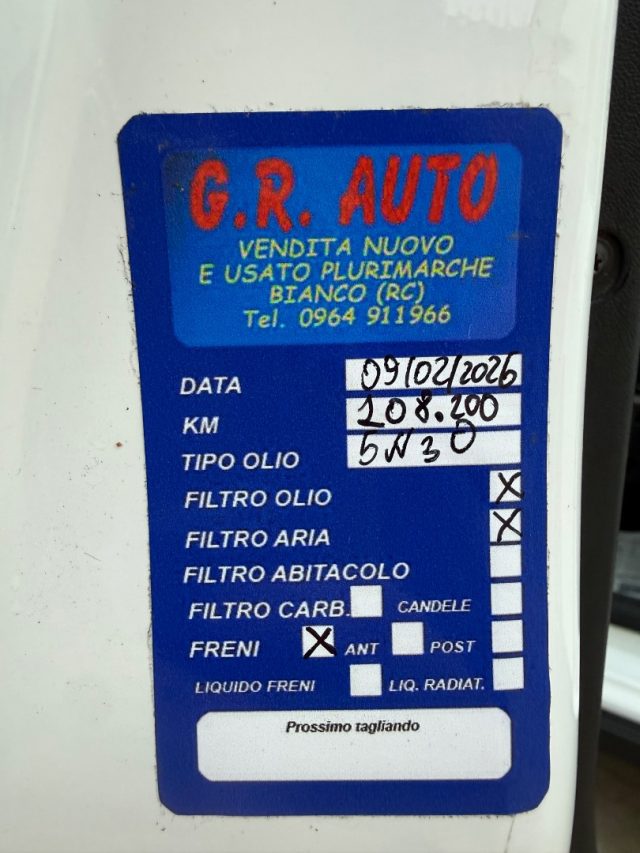 G.R. AUTO
VENDITA NUOVO
E USATO PLURIMARCHE
BIANCO (RC)
Tel. 0964 911966
DATA 09/02/2026
KM 108.200
TIPO OLIO 5W30
FILTRO OLIO X
FILTRO ARIA X
FILTRO ABITACOLO
FILTRO CARB. CANDELE
FRENI X ANT POST
LIQUIDO FRENI LIQ. RADIAT.
Prossimo tagliando